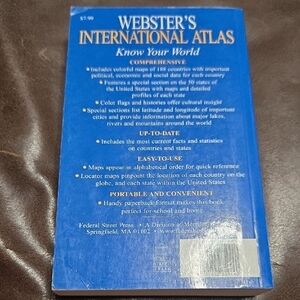 $7.99
WEBSTER'S
INTERNATIONAL ATLAS
Know Your World
COMPREHENSIVE
• Includes colorful maps of 188 countries with important
political, economic and social data for each country
• Features a special section on the 50 states of
the United States with maps and detailed
profiles of each state
• Color flags and histories offer cultural insight
• Special sections list latitude and longitude of important
cities and provide information about major lakes,
rivers and mountains around the world
UP-TO-DATE
• Includes the most current facts and statistics
on countries and states
EASY-TO-USE
• Maps appear in alphabetical order for quick reference
• Locator maps pinpoint the location of each country on the
globe, and each state within the United States
PORTABLE AND CONVENIENT
• Handy paperback format makes this book
perfect for school and home
Federal Street Press • A Division of
Springfield, MA 01102